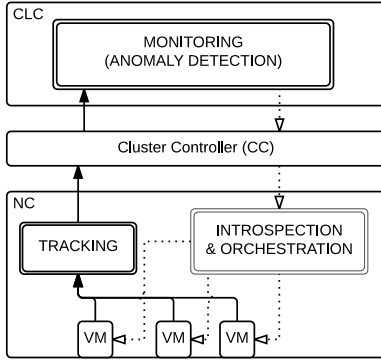 CLC
MONITORING
(ANOMALY DETECTION)
Cluster Controller (CC)
NC
TRACKING
INTROSPECTION
& ORCHESTRATION
VM
VM
VM